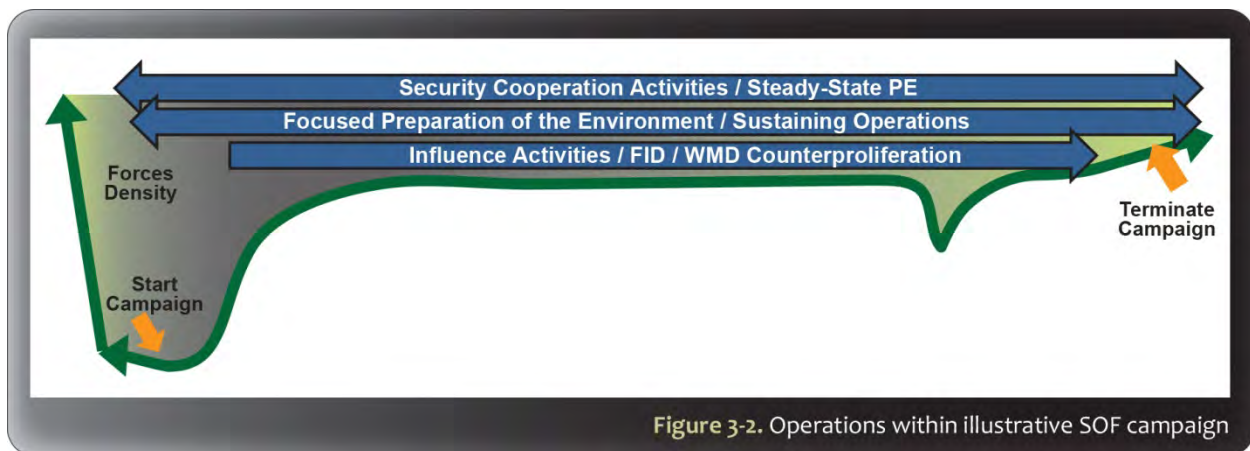 Security Cooperation Activities / Steady-State PE
Focused Preparation of the Environment / Sustaining Operations
Influence Activities / FID / WMD Counterproliferation
Forces
Density
Start
Campaign
Terminate
Campaign
Figure 3-2. Operations within illustrative SOF campaign